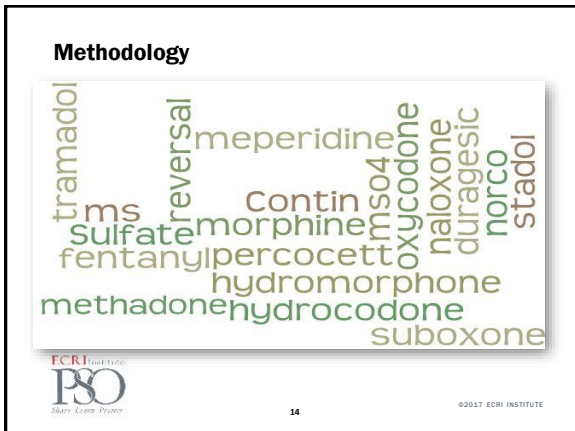 Methodology
tramadol
reversal
meperidine
ms
Contin
mso4
oxycodone
naloxone
duragesic
norco
stadol
Sulfate
morphine
fentanyl
percocett
hydromorphone
methadone
hydrocodone
suboxone
ECRI Institute
PSO
Share Learn Protect
14
©2017 ECRI INSTITUTE